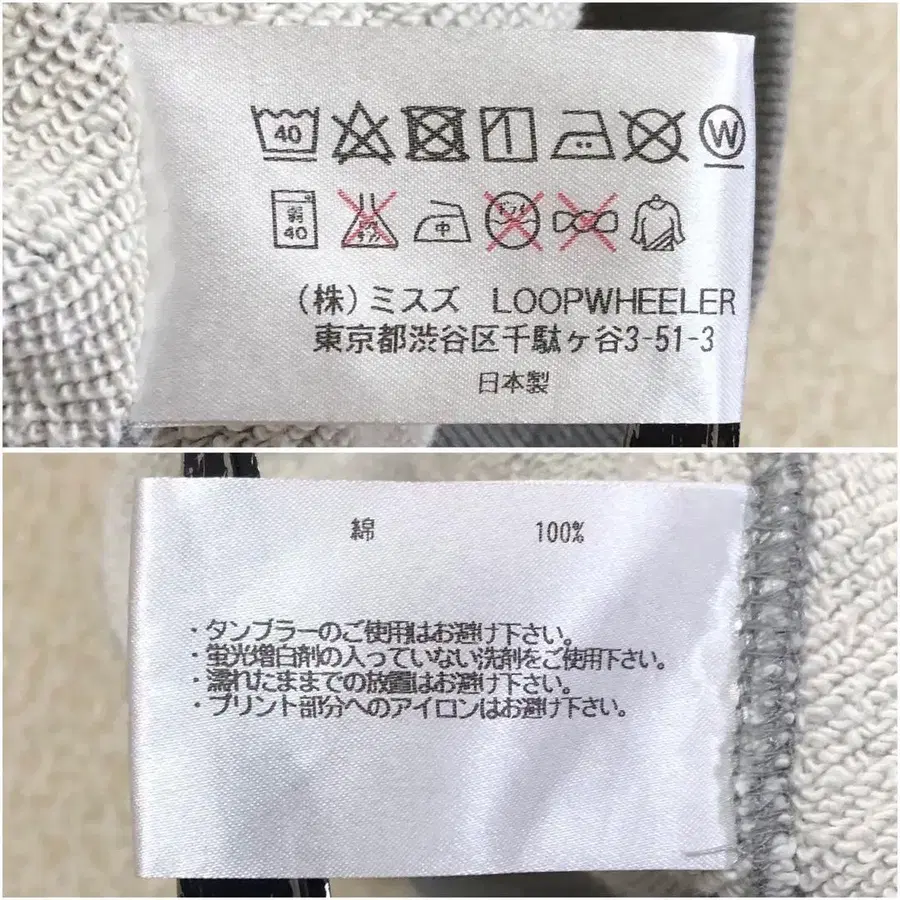 40 W
弱 40 中
(株)ミスズ LOOPWHEELER
東京都渋谷区千駄ヶ谷3-51-3
日本製
綿 100%
・タンブラーのご使用はお避け下さい。
・蛍光増白剤の入っていない洗剤をご使用下さい。
・濡れたままでの放置はお避け下さい。
・プリント部分へのアイロンはお避け下さい。